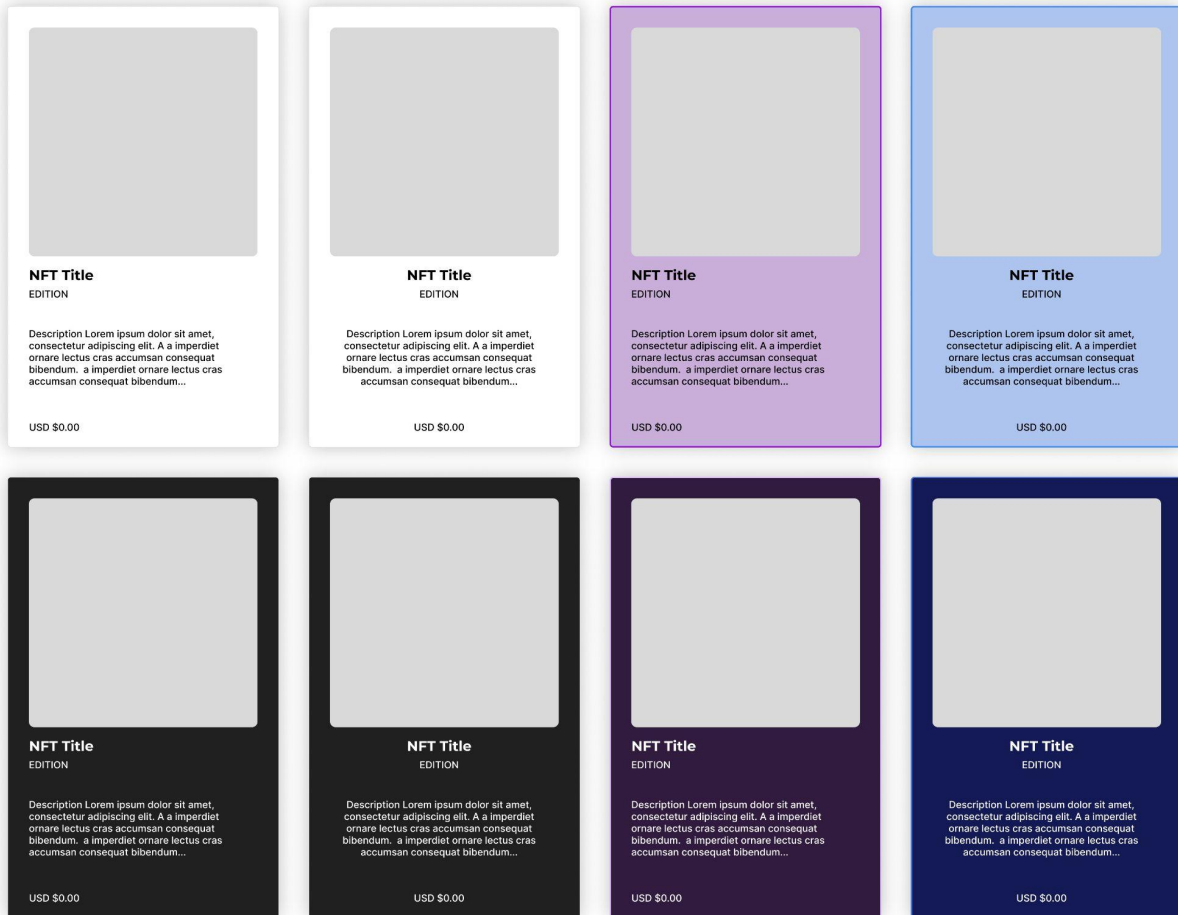 NFT Title
EDITION
Description Lorem ipsum dolor sit amet,
consectetur adipiscing elit. A a imperdiet
ornare lectus cras accumsan consequat
bibendum.  a imperdiet ornare lectus cras
accumsan consequat bibendum...
USD $0.00
NFT Title
EDITION
Description Lorem ipsum dolor sit amet,
consectetur adipiscing elit. A a imperdiet
ornare lectus cras accumsan consequat
bibendum.  a imperdiet ornare lectus cras
accumsan consequat bibendum...
USD $0.00
NFT Title
EDITION
Description Lorem ipsum dolor sit amet,
consectetur adipiscing elit. A a imperdiet
ornare lectus cras accumsan consequat
bibendum.  a imperdiet ornare lectus cras
accumsan consequat bibendum...
USD $0.00
NFT Title
EDITION
Description Lorem ipsum dolor sit amet,
consectetur adipiscing elit. A a imperdiet
ornare lectus cras accumsan consequat
bibendum.  a imperdiet ornare lectus cras
accumsan consequat bibendum...
USD $0.00
NFT Title
EDITION
Description Lorem ipsum dolor sit amet,
consectetur adipiscing elit. A a imperdiet
ornare lectus cras accumsan consequat
bibendum.  a imperdiet ornare lectus cras
accumsan consequat bibendum...
USD $0.00
NFT Title
EDITION
Description Lorem ipsum dolor sit amet,
consectetur adipiscing elit. A a imperdiet
ornare lectus cras accumsan consequat
bibendum.  a imperdiet ornare lectus cras
accumsan consequat bibendum...
USD $0.00
NFT Title
EDITION
Description Lorem ipsum dolor sit amet,
consectetur adipiscing elit. A a imperdiet
ornare lectus cras accumsan consequat
bibendum.  a imperdiet ornare lectus cras
accumsan consequat bibendum...
USD $0.00
NFT Title
EDITION
Description Lorem ipsum dolor sit amet,
consectetur adipiscing elit. A a imperdiet
ornare lectus cras accumsan consequat
bibendum.  a imperdiet ornare lectus cras
accumsan consequat bibendum...
USD $0.00